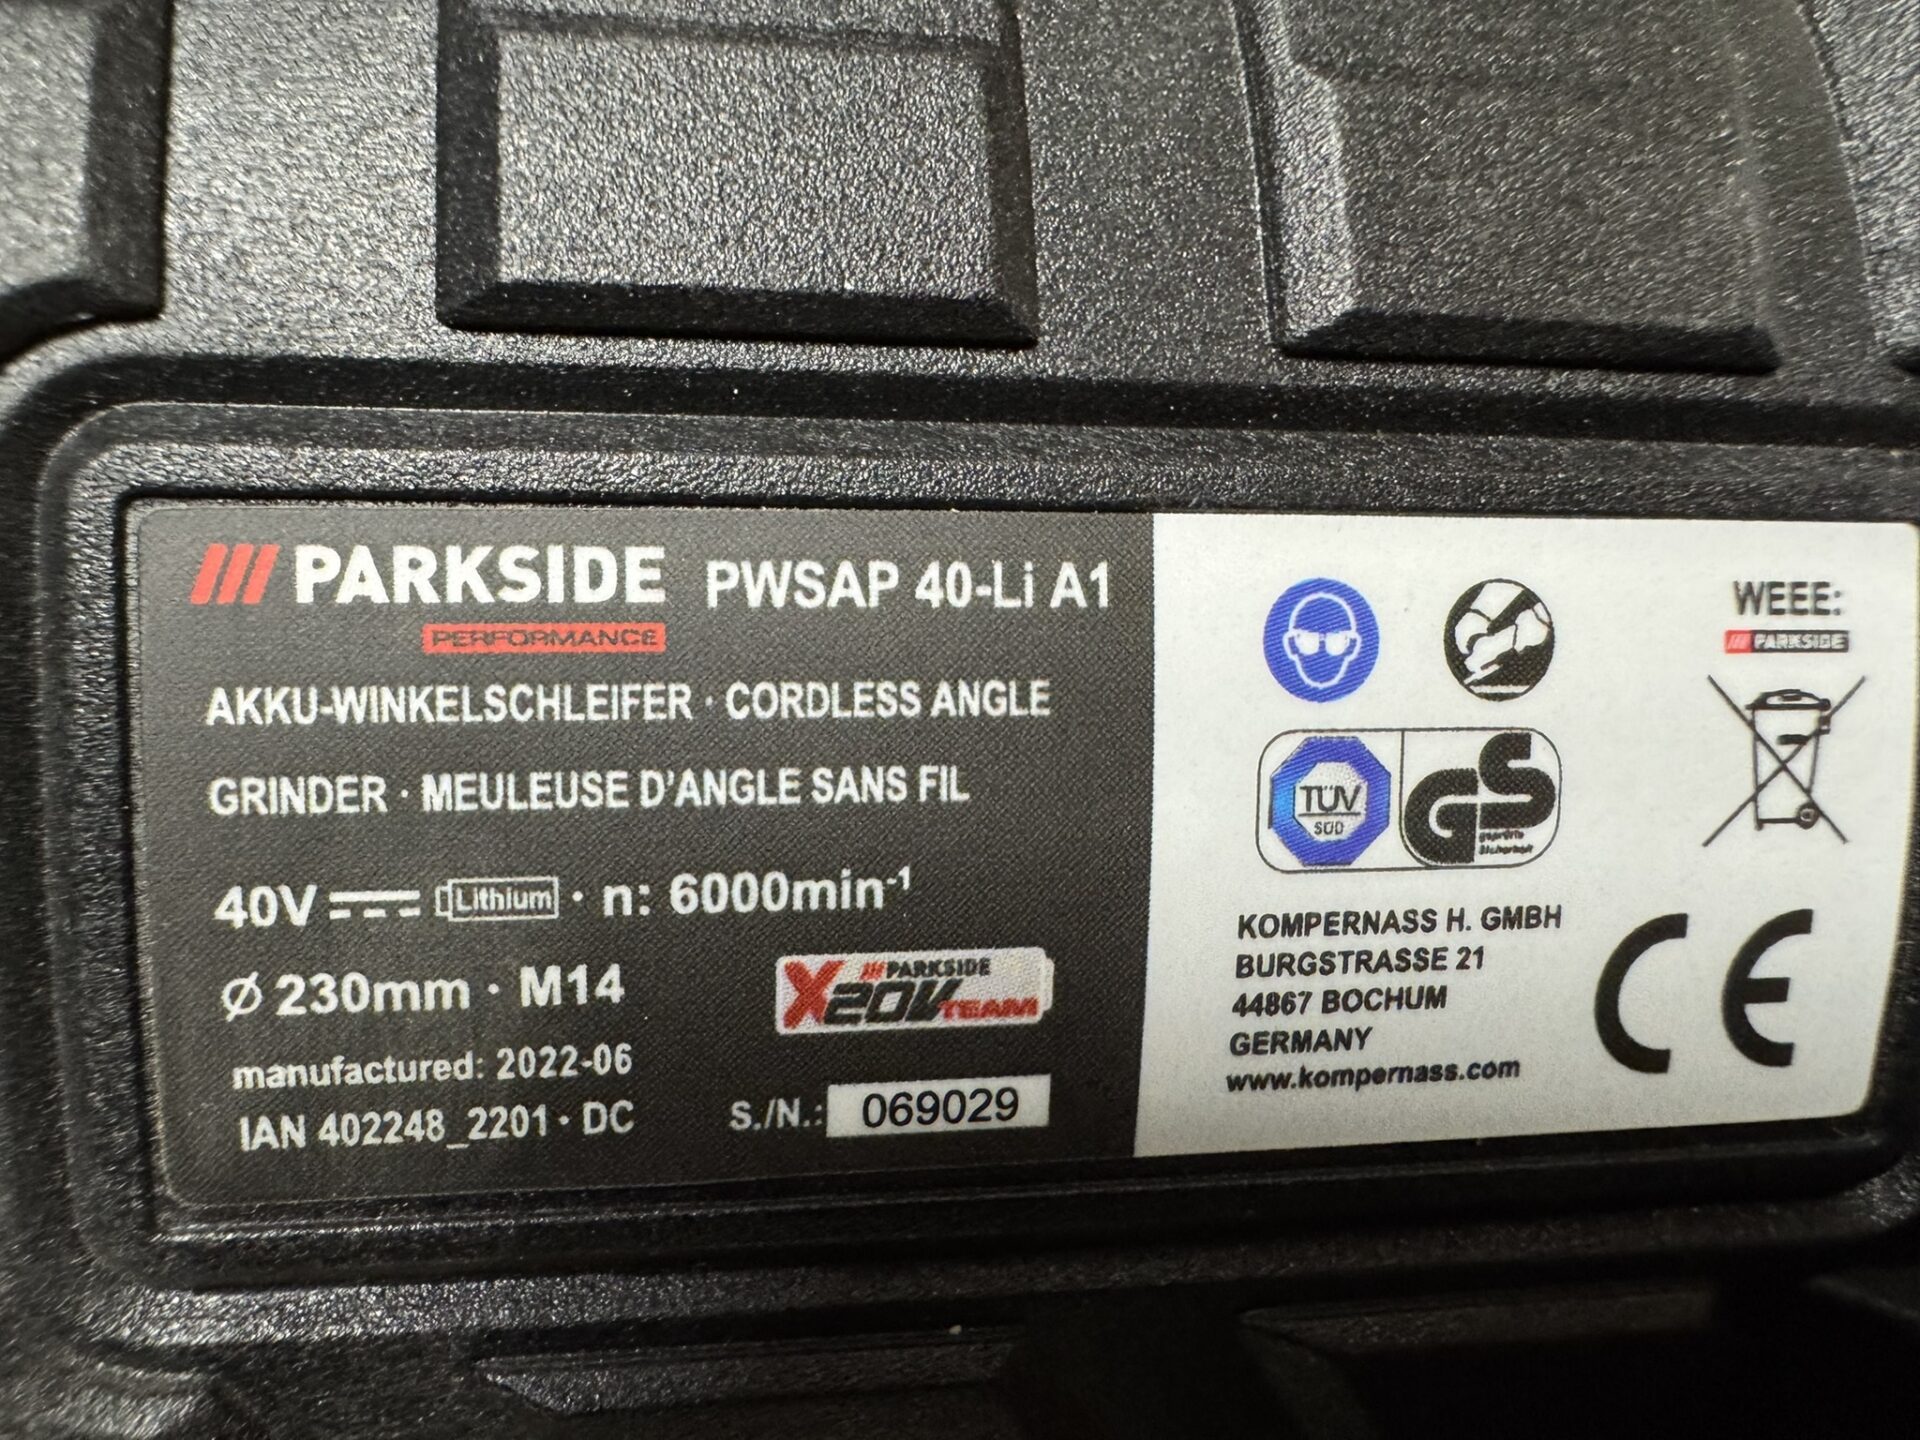 PARKSIDE PWSAP 40-Li A1
PERFORMANCE
AKKU-WINKELSCHLEIFER · CORDLESS ANGLE
GRINDER · MEULEUSE D'ANGLE SANS FIL
40V Lithium · n: 6000min⁻¹
Ø 230mm · M14
PARKSIDE
X20V TEAM
manufactured: 2022-06
IAN 402248_2201 · DC
S./N.: 069029
WEEE:
PARKSIDE
TÜV
SÜD
GS
geprüfte
Sicherheit
KOMPERNASS H. GMBH
BURGSTRASSE 21
44867 BOCHUM
GERMANY
www.kompernass.com
CE